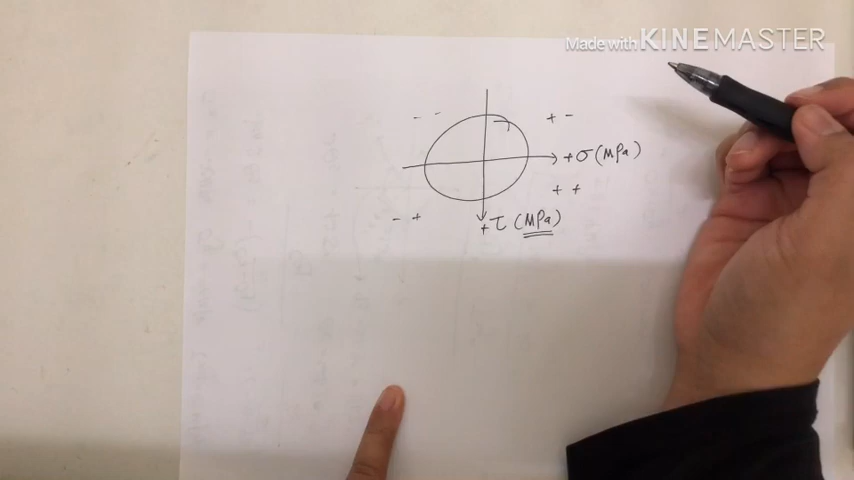 Made with KINEMASTER
- -
+ -
+ σ (MPa)
+ +
- +
+ τ (MPa)